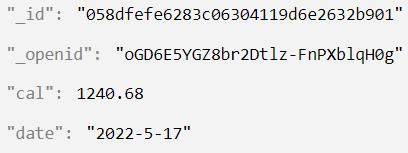 "_id": "058dfefe6283c06304119d6e2632b901"
"_openid": "oGD6E5YGZ8br2Dtlz-FnPXblqH0g"
"cal": 1240.68
"date": "2022-5-17"